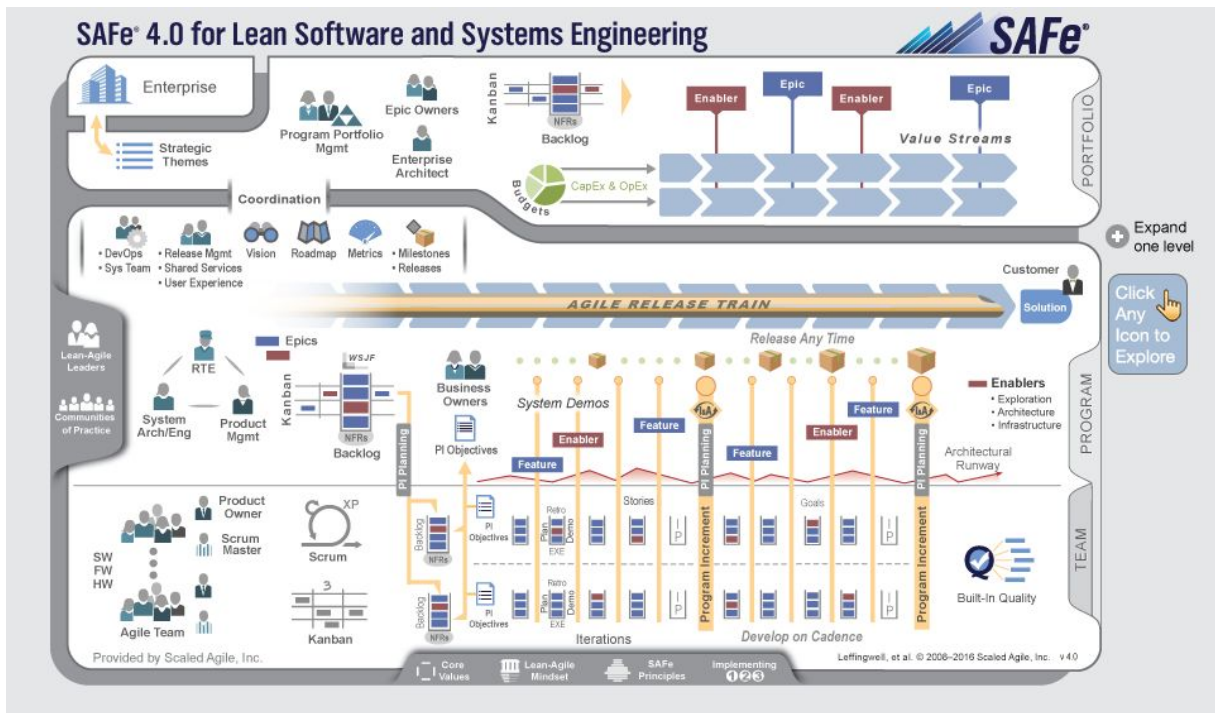 SAFe® 4.0 for Lean Software and Systems Engineering
SAFe®
Enterprise
Strategic
Themes
Program Portfolio
Mgmt
Epic Owners
Enterprise
Architect
Kanban
NFRs
Backlog
Enabler
Epic
Enabler
Epic
Value Streams
Budgets
CapEx & OpEx
PORTFOLIO
Coordination
• DevOps
• Sys Team
• Release Mgmt
• Shared Services
• User Experience
Vision
Roadmap
Metrics
• Milestones
• Releases
Expand
one level
Click
Any
Icon to
Explore
Customer
AGILE RELEASE TRAIN
Solution
Release Any Time
Lean-Agile
Leaders
Communities
of Practice
RTE
System
Arch/Eng
Product
Mgmt
Epics
WSJF
Kanban
NFRs
Backlog
PI Planning
Business
Owners
PI Objectives
System Demos
Feature
Enabler
Feature
PI Planning
Feature
Enabler
Feature
I&A
I&A
PI Planning
Enablers
• Exploration
• Architecture
• Infrastructure
Architectural
Runway
PROGRAM
SW
FW
HW
Agile Team
Product
Owner
Scrum
Master
XP
Scrum
3
Kanban
Backlog
NFRs
PI
Objectives
Plan
Retro
Demo
EXE
Stories
I
P
Program Increment
Goals
I
P
Program Increment
Backlog
NFRs
PI
Objectives
Plan
Retro
Demo
EXE
I
P
I
P
Iterations
Develop on Cadence
Built-In Quality
TEAM
Provided by Scaled Agile, Inc.
Leffingwell, et al. © 2008–2016 Scaled Agile, Inc. v 4.0
Core
Values
Lean-Agile
Mindset
SAFe
Principles
Implementing
1 2 3